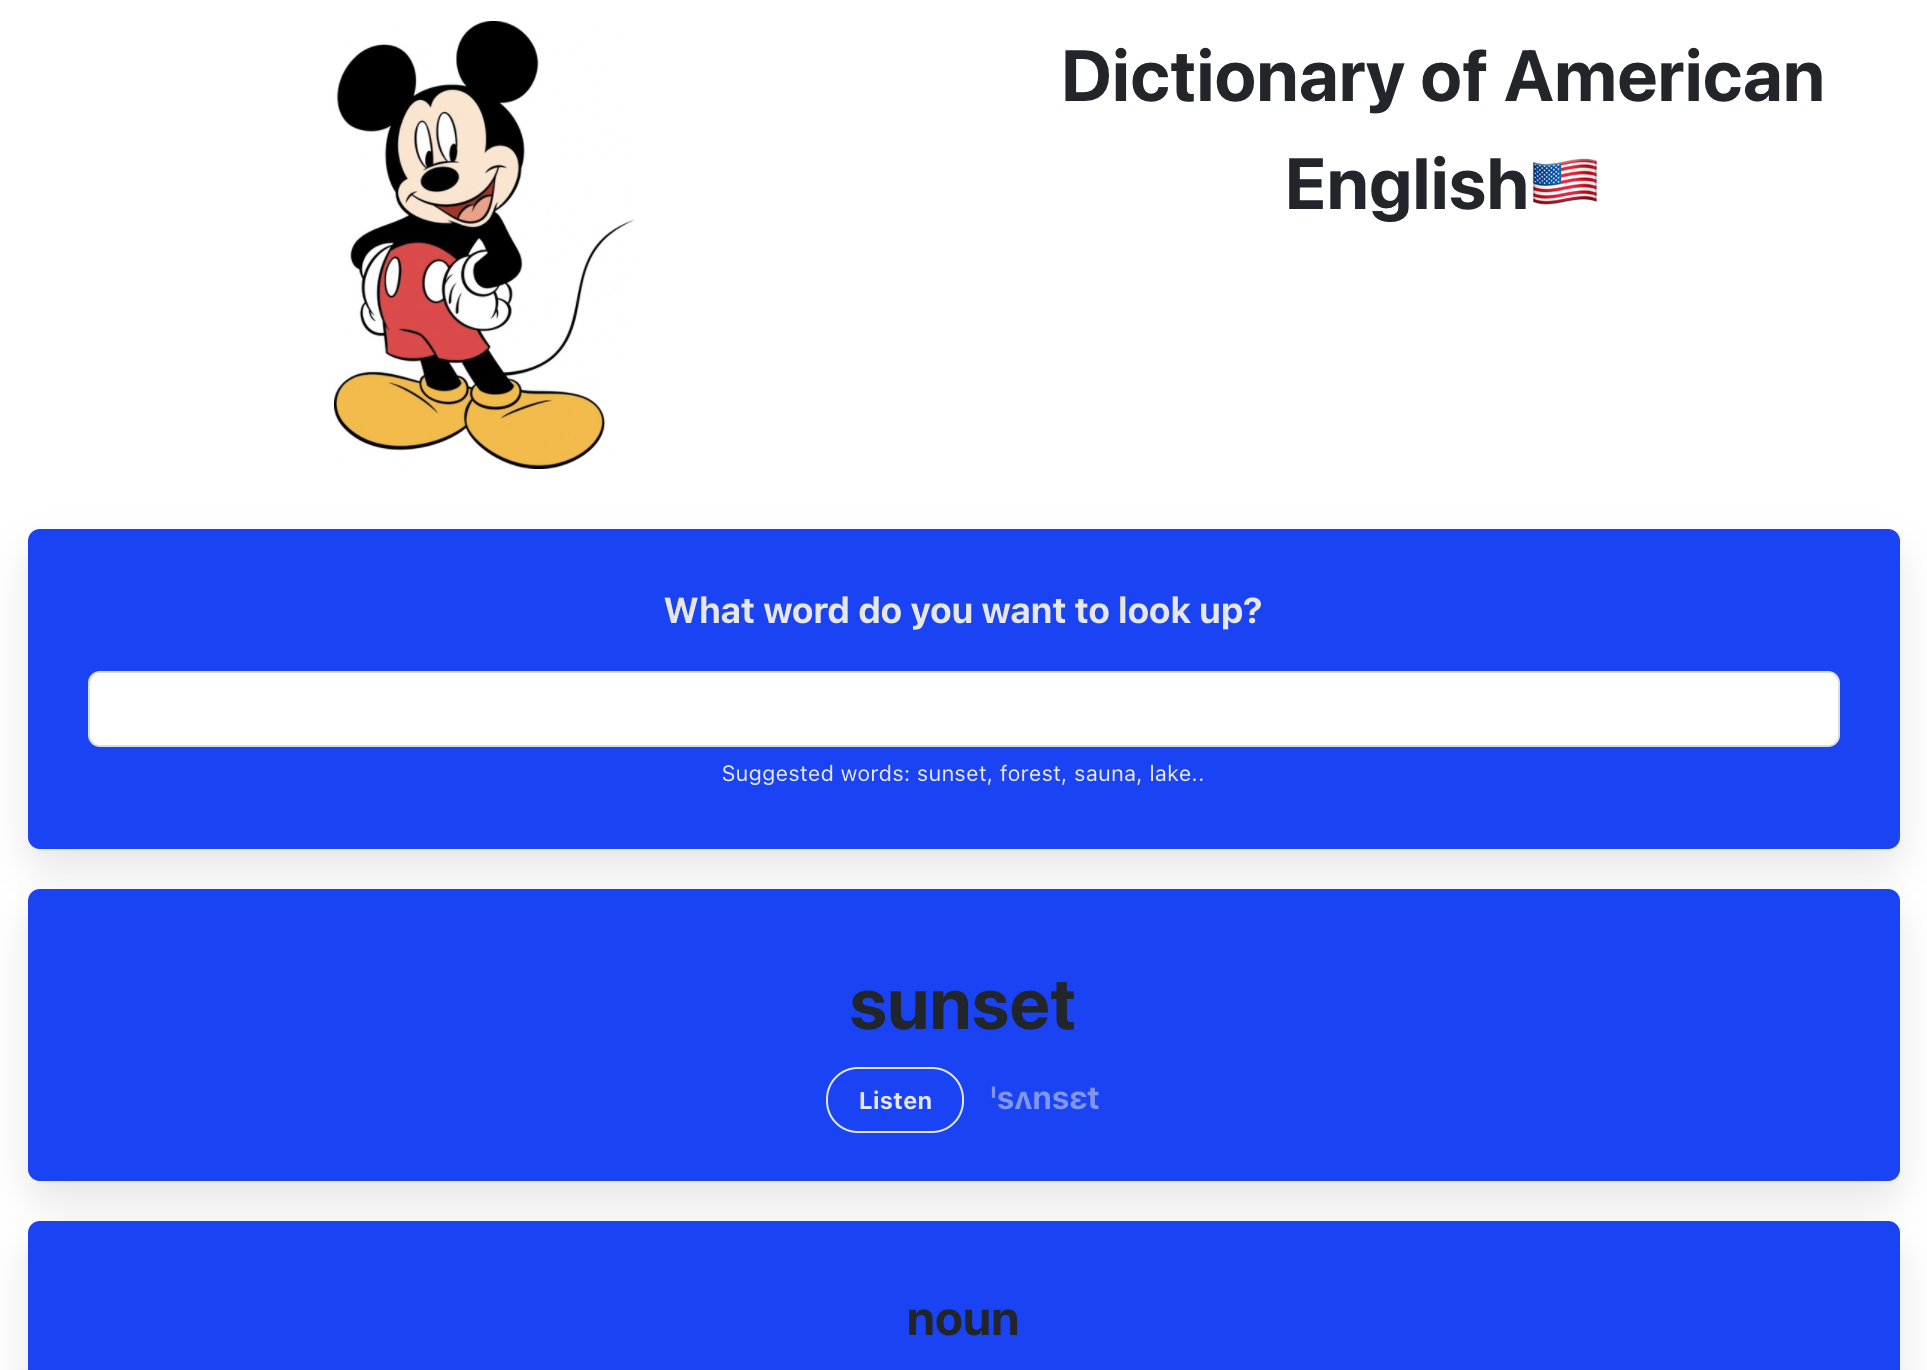 Dictionary of American
English🇺🇸
What word do you want to look up?
Suggested words: sunset, forest, sauna, lake..
sunset
Listen
'sʌnsɛt
noun